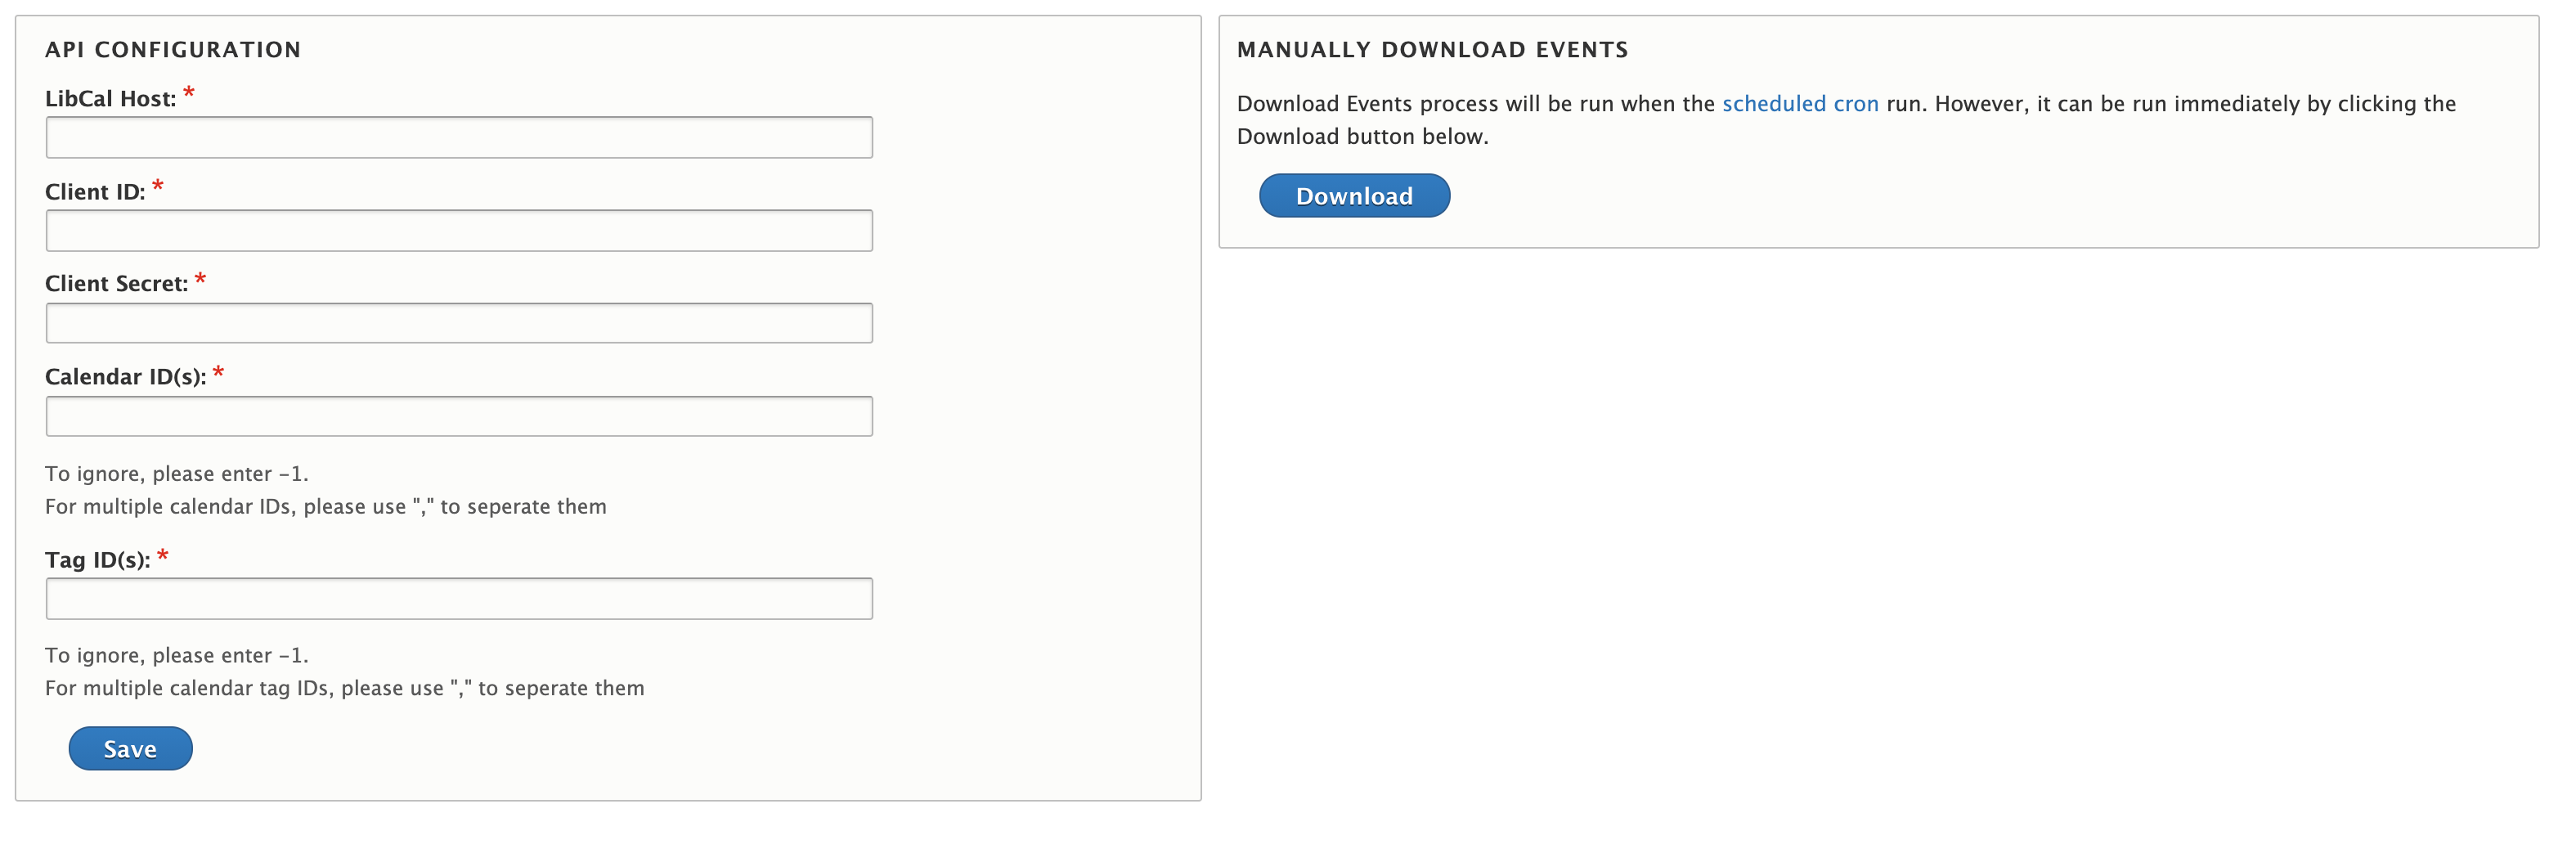 API CONFIGURATION
LibCal Host: *
Client ID: *
Client Secret: *
Calendar ID(s): *
To ignore, please enter -1.
For multiple calendar IDs, please use "," to seperate them
Tag ID(s): *
To ignore, please enter -1.
For multiple calendar tag IDs, please use "," to seperate them
Save
MANUALLY DOWNLOAD EVENTS
Download Events process will be run when the scheduled cron run. However, it can be run immediately by clicking the
Download button below.
Download